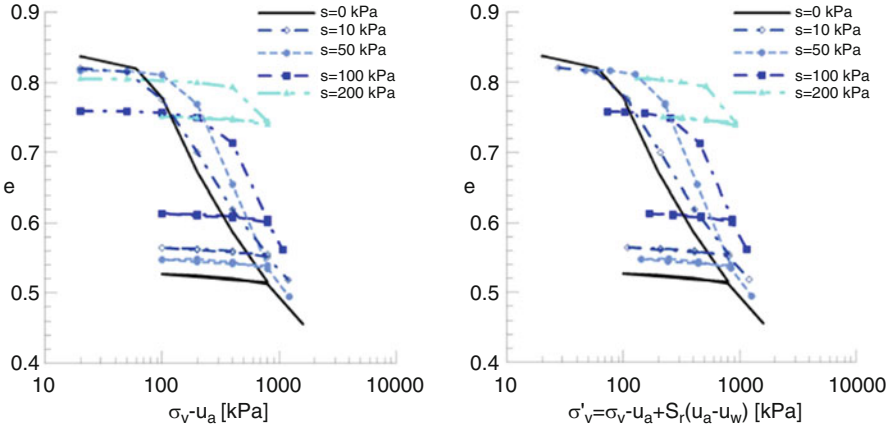 0.9
0.8
0.7
e
0.6
0.5
0.4
10
100
1000
10000
σv-ua [kPa]
s=0 kPa
s=10 kPa
s=50 kPa
s=100 kPa
s=200 kPa
0.9
0.8
0.7
e
0.6
0.5
0.4
10
100
1000
10000
σ'v=σv-ua+Sr(ua-uw) [kPa]
s=0 kPa
s=10 kPa
s=50 kPa
s=100 kPa
s=200 kPa